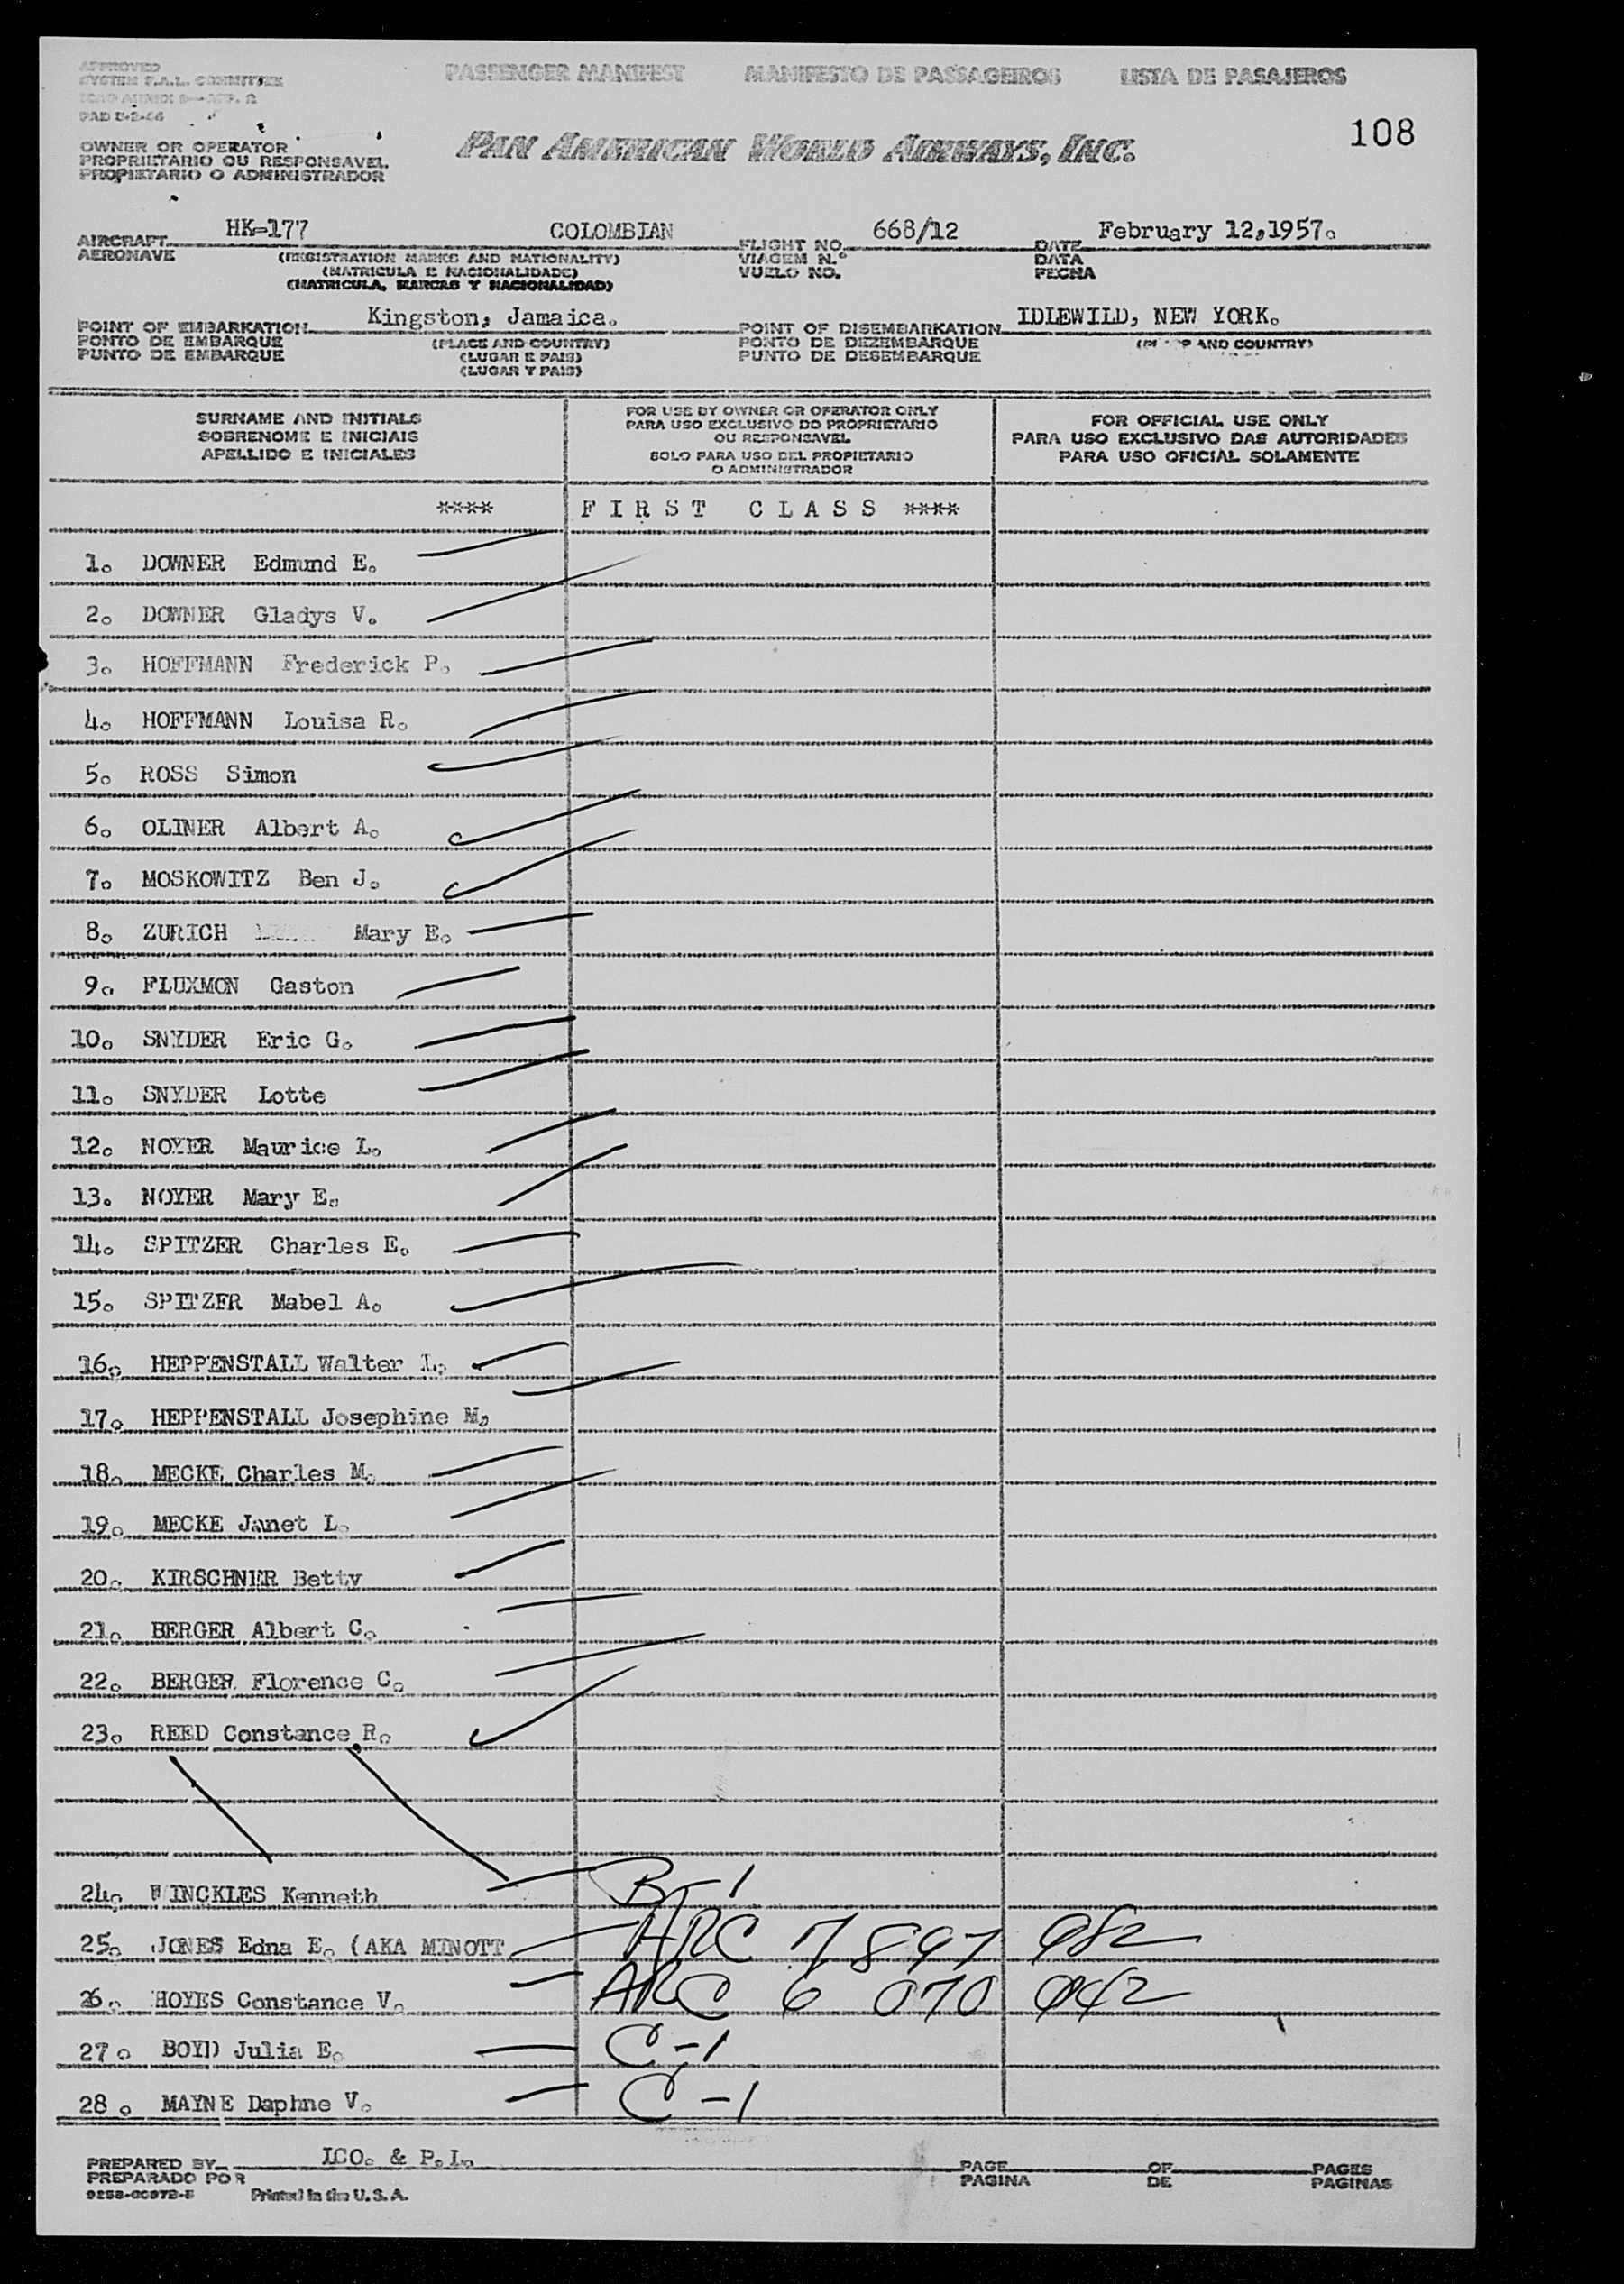 APPROVED
SYSTEM F.A.L. COMMITTEE
PASSENGER MANIFEST MANIFESTO DE PASSAGEIROS LISTA DE PASAJEROS
108
OWNER OR OPERATOR
PROPRIETARIO OU RESPONSAVEL
PROPIETARIO O ADMINISTRADOR
PAN AMERICAN WORLD AIRWAYS, INC.
AIRCRAFT HK-177 COLOMBIAN FLIGHT NO. 668/12 DATE February 12,1957.
AERONAVE (REGISTRATION MARKS AND NATIONALITY) VIAGEM N.º DATA
(MATRICULA E NACIONALIDADE) VUELO NO. FECHA
(MATRICULA, MARCAS Y NACIONALIDAD)
POINT OF EMBARKATION Kingston, Jamaica. POINT OF DISEMBARKATION IDLEWILD, NEW YORK.
PONTO DE EMBARQUE (PLACE AND COUNTRY) PONTO DE DEZEMBARQUE AND COUNTRY)
PUNTO DE EMBARQUE (LUGAR E PAIS) PUNTO DE DESEMBARQUE
(LUGAR Y PAIS)
SURNAME AND INITIALS
SOBRENOME E INICIAIS
APELLIDO E INICIALES
FOR USE BY OWNER OR OPERATOR ONLY
PARA USO EXCLUSIVO DO PROPRIETARIO
OU RESPONSAVEL
SOLO PARA USO DEL PROPIETARIO
O ADMINISTRADOR
FOR OFFICIAL USE ONLY
PARA USO EXCLUSIVO DAS AUTORIDADES
PARA USO OFICIAL SOLAMENTE
**** FIRST CLASS ****
1. DOWNER Edmund E.
2. DOWNER Gladys V.
3. HOFFMANN Frederick P.
4. HOFFMANN Louisa R.
5. ROSS Simon
6. OLINER Albert A.
7. MOSKOWITZ Ben J.
8. ZURICH Mary E.
9. FLUXMON Gaston
10. SNYDER Eric G.
11. SNYDER Lotte
12. NOYER Maurice L.
13. NOYER Mary E.
14. SPITZER Charles E.
15. SPITZER Mabel A.
16. HEPPENSTALL Walter L.
17. HEPPENSTALL Josephine M.
18. MECKE Charles M.
19. MECKE Janet L.
20. KIRSCHNER Betty
21. BERGER Albert C.
22. BERGER Florence C.
23. REED Constance R.
24. WINCKLES Kenneth B-1
25. JONES Edna E. (AKA MINOTT ARC 7 897 982
26. HOYES Constance V. ARC 6 070 042
27. BOYD Julia E. C-1
28. MAYNE Daphne V. C-1
PREPARED BY LCO. & P.L. PAGE OF PAGES
PREPARADO POR PAGINA DE PAGINAS
Printed in the U.S.A.